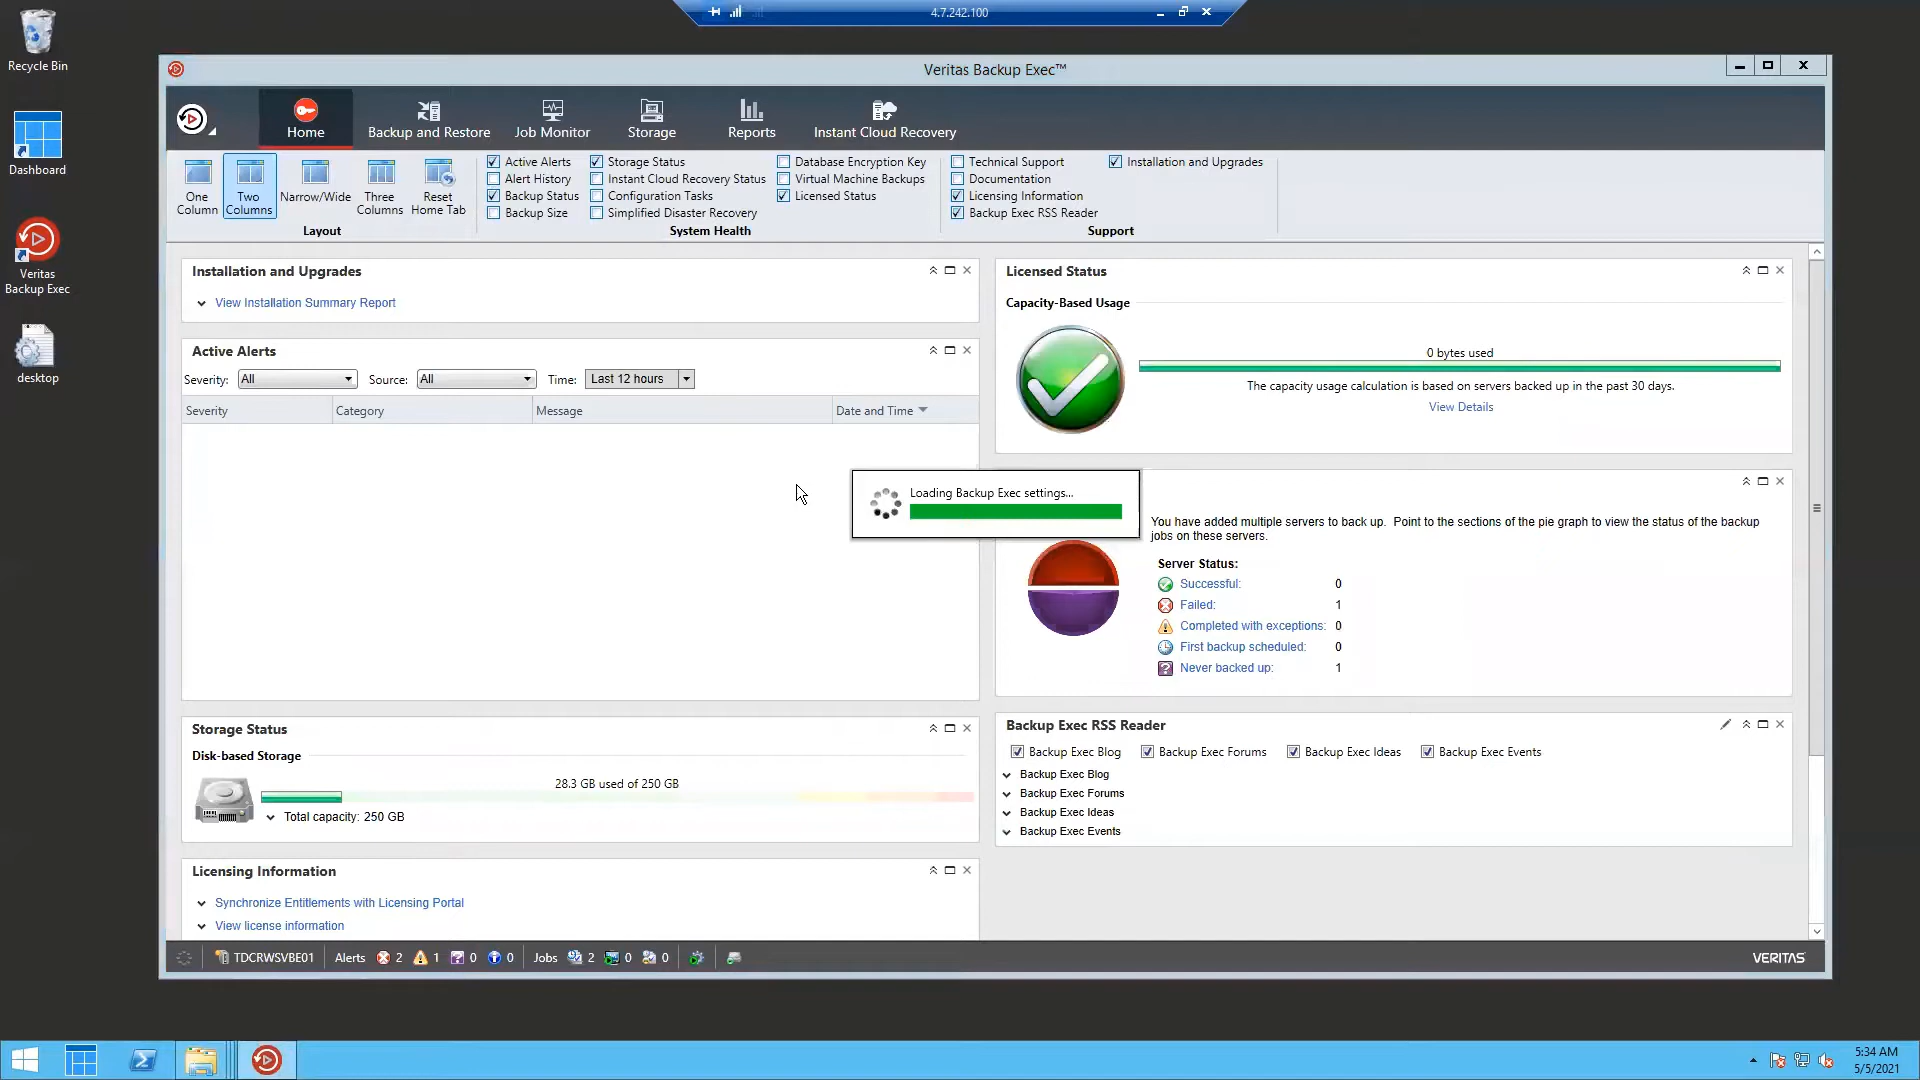 4.7.242.100
Recycle Bin
Dashboard
Veritas
Backup Exec
desktop
Veritas Backup Exec™
Home
Backup and Restore
Job Monitor
Storage
Reports
Instant Cloud Recovery
One
Column
Two
Columns
Narrow/Wide
Three
Columns
Reset
Home Tab
Layout
Active Alerts
Alert History
Backup Status
Backup Size
Storage Status
Instant Cloud Recovery Status
Configuration Tasks
Simplified Disaster Recovery
Database Encryption Key
Virtual Machine Backups
Licensed Status
System Health
Technical Support
Documentation
Licensing Information
Backup Exec RSS Reader
Installation and Upgrades
Support
Installation and Upgrades
View Installation Summary Report
Active Alerts
Severity: All Source: All Time: Last 12 hours
Severity Category Message Date and Time
Storage Status
Disk-based Storage
28.3 GB used of 250 GB
Total capacity: 250 GB
Licensing Information
Synchronize Entitlements with Licensing Portal
View license information
Licensed Status
Capacity-Based Usage
0 bytes used
The capacity usage calculation is based on servers backed up in the past 30 days.
View Details
Loading Backup Exec settings...
You have added multiple servers to back up. Point to the sections of the pie graph to view the status of the backup
jobs on these servers.
Server Status:
Successful: 0
Failed: 1
Completed with exceptions: 0
First backup scheduled: 0
Never backed up: 1
Backup Exec RSS Reader
Backup Exec Blog Backup Exec Forums Backup Exec Ideas Backup Exec Events
Backup Exec Blog
Backup Exec Forums
Backup Exec Ideas
Backup Exec Events
TDCRWSVBE01 Alerts 2 1 0 0 Jobs 2 0 0
VERITAS
5:34 AM
5/5/2021